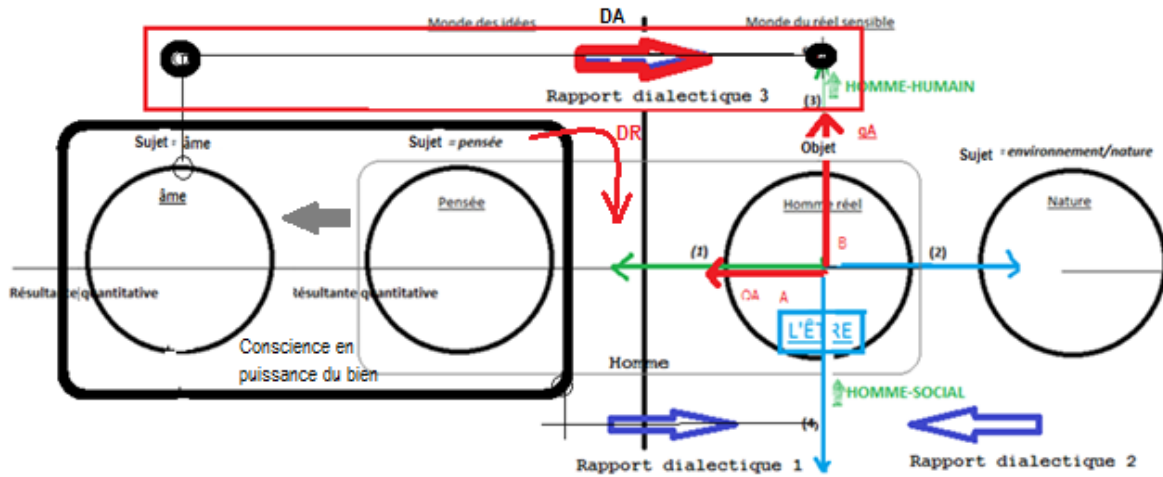 Monde des idées
DA
Monde du réel sensible
Rapport dialectique 3
(3)
HOMME-HUMAIN
Sujet = âme
Sujet = pensée
DR
qA
Objet
Sujet = environnement/nature
âme
Pensée
Homme réel
Nature
B
(1)
(2)
Résultante quantitative
résultante quantitative
QA
A
L'ÊTRE
Conscience en
puissance du bien
Homme
HOMME-SOCIAL
(4)
Rapport dialectique 1
Rapport dialectique 2